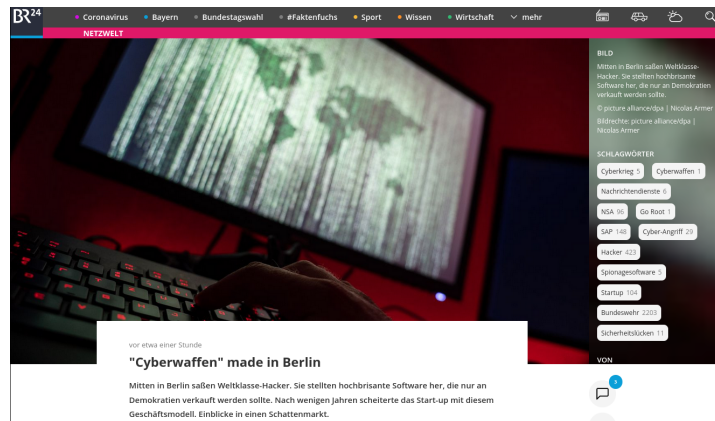 BR24
Coronavirus Bayern Bundestagswahl #Faktenfuchs Sport Wissen Wirtschaft mehr
NETZWELT
BILD
Mitten in Berlin saßen Weltklasse-
Hacker. Sie stellten hochbrisante
Software her, die nur an Demokratien
verkauft werden sollte.
© picture alliance/dpa | Nicolas Armer
Bildrechte: picture alliance/dpa |
Nicolas Armer
SCHLAGWÖRTER
Cyberkrieg 5 Cyberwaffen 1
Nachrichtendienste 6
NSA 96 Go Root 1
SAP 148 Cyber-Angriff 29
Hacker 423
Spionagesoftware 5
Startup 104
Bundeswehr 2203
Sicherheitslücken 11
VON
vor etwa einer Stunde
"Cyberwaffen" made in Berlin
Mitten in Berlin saßen Weltklasse-Hacker. Sie stellten hochbrisante Software her, die nur an
Demokratien verkauft werden sollte. Nach wenigen Jahren scheiterte das Start-up mit diesem
Geschäftsmodell. Einblicke in einen Schattenmarkt.